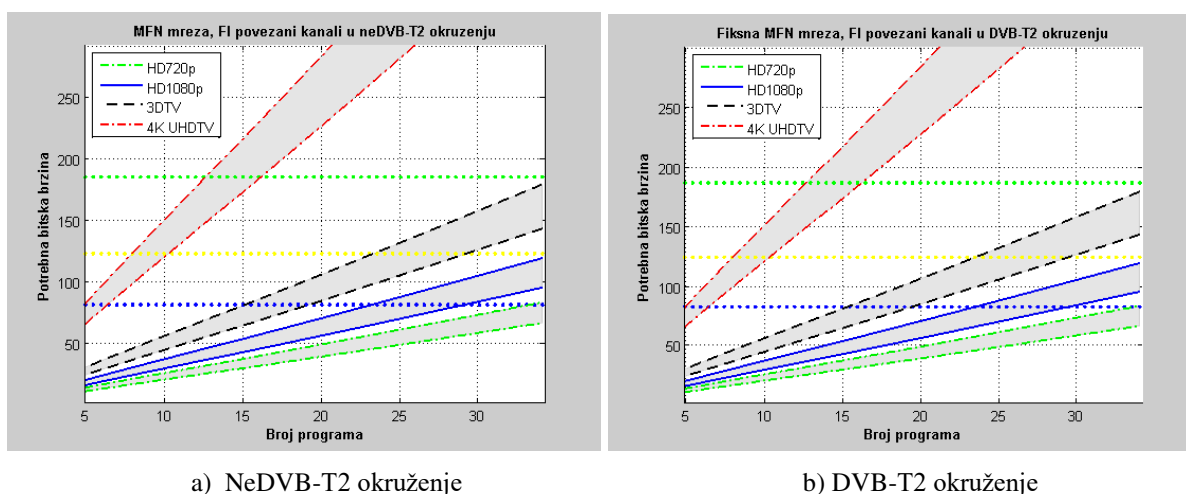 MFN mreza, FI povezani kanali u neDVB-T2 okruzenju
HD720p
HD1080p
3DTV
4K UHDTV
Potrebna bitska brzina
250
200
150
100
50
5
10
15
20
25
30
Broj programa
a) NeDVB-T2 okruženje
Fiksna MFN mreza, FI povezani kanali u DVB-T2 okruzenju
HD720p
HD1080p
3DTV
4K UHDTV
Potrebna bitska brzina
250
200
150
100
50
5
10
15
20
25
30
Broj programa
b) DVB-T2 okruženje